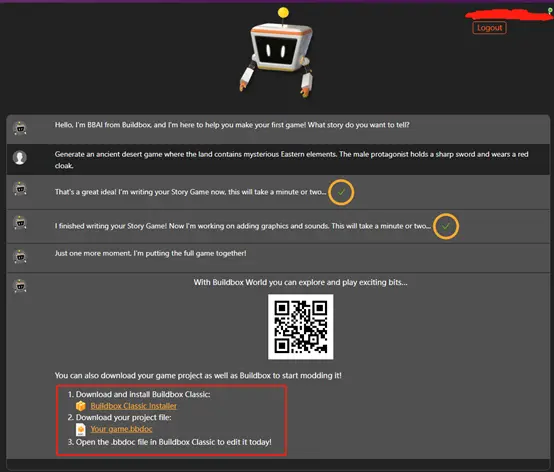 Logout
Hello, I'm BBAI from Buildbox, and I'm here to help you make your first game! What story do you want to tell?
Generate an ancient desert game where the land contains mysterious Eastern elements. The male protagonist holds a sharp sword and wears a red
cloak.
That's a great idea! I'm writing your Story Game now, this will take a minute or two...
I finished writing your Story Game! Now I'm working on adding graphics and sounds. This will take a minute or two...
Just one more moment, I'm putting the full game together!
With Buildbox World you can explore and play exciting bits...
You can also download your game project as well as Buildbox to start modding it!
1. Download and install Buildbox Classic:
Buildbox Classic Installer
2. Download your project file:
Your game.bbdoc
3. Open the .bbdoc file in Buildbox Classic to edit it today!